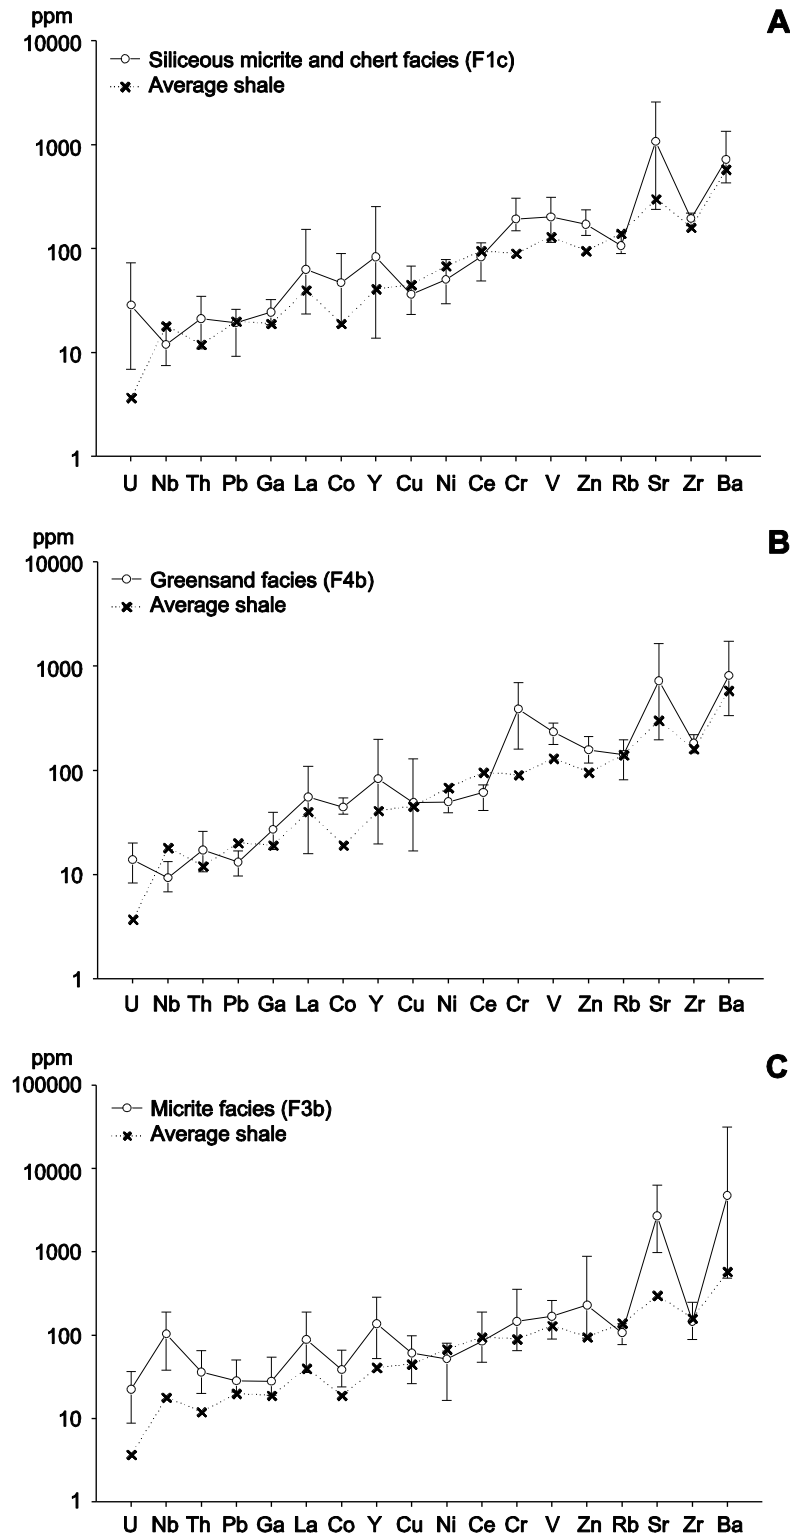 ppm
A
10000
Siliceous micrite and chert facies (F1c)
Average shale
1000
100
10
1
U Nb Th Pb Ga La Co Y Cu Ni Ce Cr V Zn Rb Sr Zr Ba
ppm
B
10000
Greensand facies (F4b)
Average shale
1000
100
10
1
U Nb Th Pb Ga La Co Y Cu Ni Ce Cr V Zn Rb Sr Zr Ba
ppm
C
100000
Micrite facies (F3b)
Average shale
10000
1000
100
10
1
U Nb Th Pb Ga La Co Y Cu Ni Ce Cr V Zn Rb Sr Zr Ba